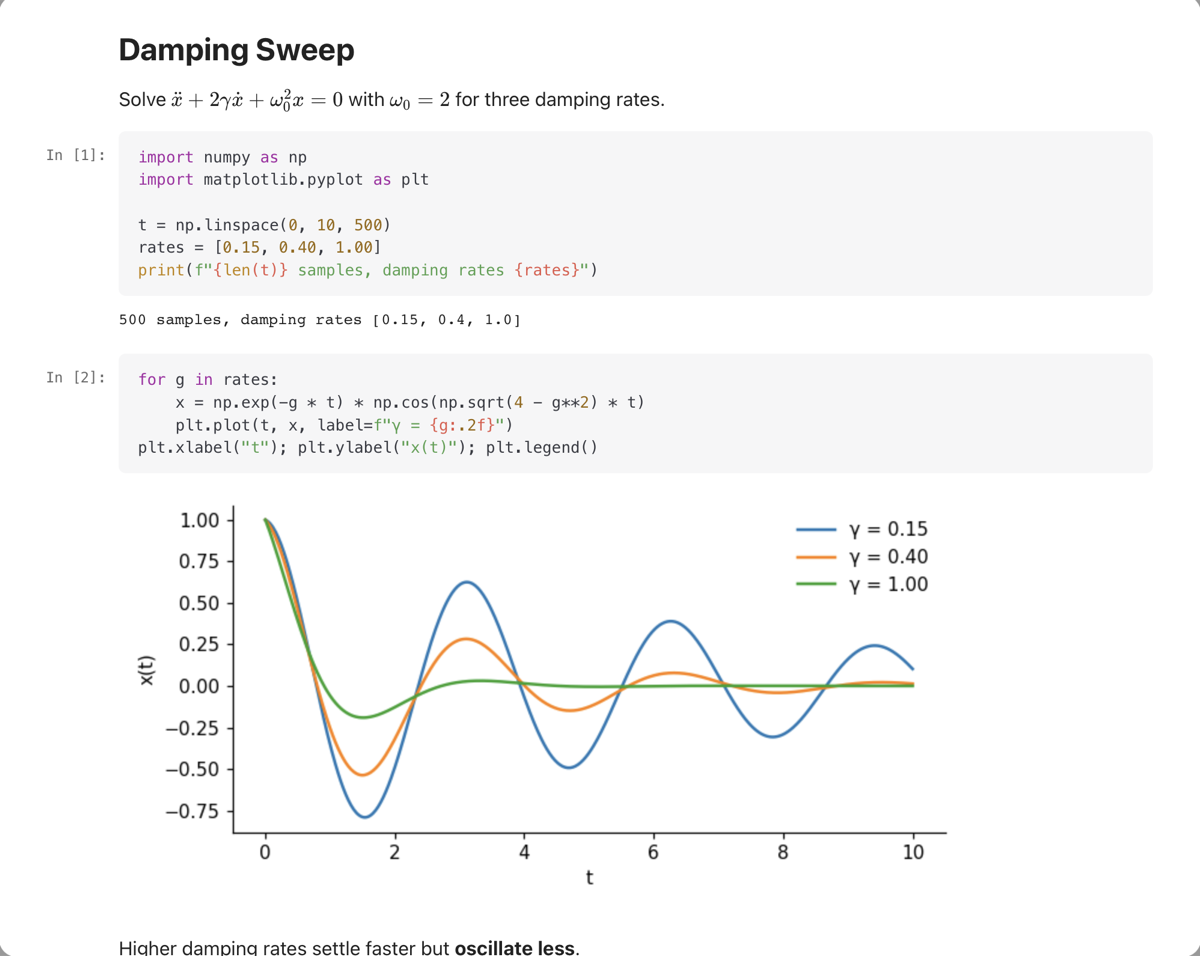 Damping Sweep
Solve ẍ + 2γẋ + ω₀²x = 0 with ω₀ = 2 for three damping rates.
In [1]:
import numpy as np
import matplotlib.pyplot as plt
t = np.linspace(0, 10, 500)
rates = [0.15, 0.40, 1.00]
print(f"{len(t)} samples, damping rates {rates}")
500 samples, damping rates [0.15, 0.4, 1.0]
In [2]:
for g in rates:
    x = np.exp(-g * t) * np.cos(np.sqrt(4 - g**2) * t)
    plt.plot(t, x, label=f"γ = {g:.2f}")
plt.xlabel("t"); plt.ylabel("x(t)"); plt.legend()
1.00
0.75
0.50
0.25
0.00
−0.25
−0.50
−0.75
x(t)
γ = 0.15
γ = 0.40
γ = 1.00
0 2 4 6 8 10
t
Higher damping rates settle faster but oscillate less.